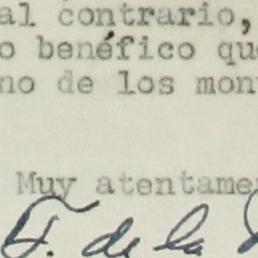 al contrario,
o benéfico que
no de los mon
Muy atentame
F. de la